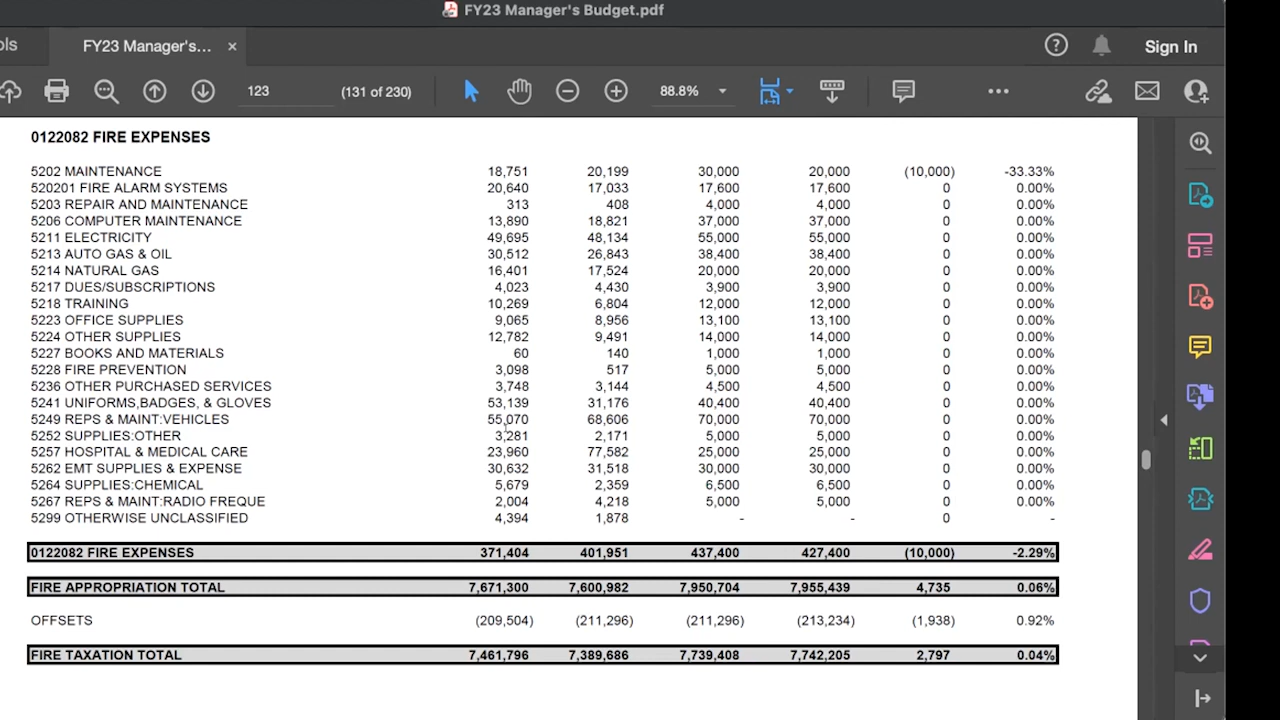 FY23 Manager's Budget.pdf
ols FY23 Manager's... × Sign In
123 (131 of 230) 88.8%
0122082 FIRE EXPENSES
5202 MAINTENANCE 18,751 20,199 30,000 20,000 (10,000) -33.33%
520201 FIRE ALARM SYSTEMS 20,640 17,033 17,600 17,600 0 0.00%
5203 REPAIR AND MAINTENANCE 313 408 4,000 4,000 0 0.00%
5206 COMPUTER MAINTENANCE 13,890 18,821 37,000 37,000 0 0.00%
5211 ELECTRICITY 49,695 48,134 55,000 55,000 0 0.00%
5213 AUTO GAS & OIL 30,512 26,843 38,400 38,400 0 0.00%
5214 NATURAL GAS 16,401 17,524 20,000 20,000 0 0.00%
5217 DUES/SUBSCRIPTIONS 4,023 4,430 3,900 3,900 0 0.00%
5218 TRAINING 10,269 6,804 12,000 12,000 0 0.00%
5223 OFFICE SUPPLIES 9,065 8,956 13,100 13,100 0 0.00%
5224 OTHER SUPPLIES 12,782 9,491 14,000 14,000 0 0.00%
5227 BOOKS AND MATERIALS 60 140 1,000 1,000 0 0.00%
5228 FIRE PREVENTION 3,098 517 5,000 5,000 0 0.00%
5236 OTHER PURCHASED SERVICES 3,748 3,144 4,500 4,500 0 0.00%
5241 UNIFORMS,BADGES, & GLOVES 53,139 31,176 40,400 40,400 0 0.00%
5249 REPS & MAINT:VEHICLES 55,070 68,606 70,000 70,000 0 0.00%
5252 SUPPLIES:OTHER 3,281 2,171 5,000 5,000 0 0.00%
5257 HOSPITAL & MEDICAL CARE 23,960 77,582 25,000 25,000 0 0.00%
5262 EMT SUPPLIES & EXPENSE 30,632 31,518 30,000 30,000 0 0.00%
5264 SUPPLIES:CHEMICAL 5,679 2,359 6,500 6,500 0 0.00%
5267 REPS & MAINT:RADIO FREQUE 2,004 4,218 5,000 5,000 0 0.00%
5299 OTHERWISE UNCLASSIFIED 4,394 1,878 - - 0 -
0122082 FIRE EXPENSES 371,404 401,951 437,400 427,400 (10,000) -2.29%
FIRE APPROPRIATION TOTAL 7,671,300 7,600,982 7,950,704 7,955,439 4,735 0.06%
OFFSETS (209,504) (211,296) (211,296) (213,234) (1,938) 0.92%
FIRE TAXATION TOTAL 7,461,796 7,389,686 7,739,408 7,742,205 2,797 0.04%